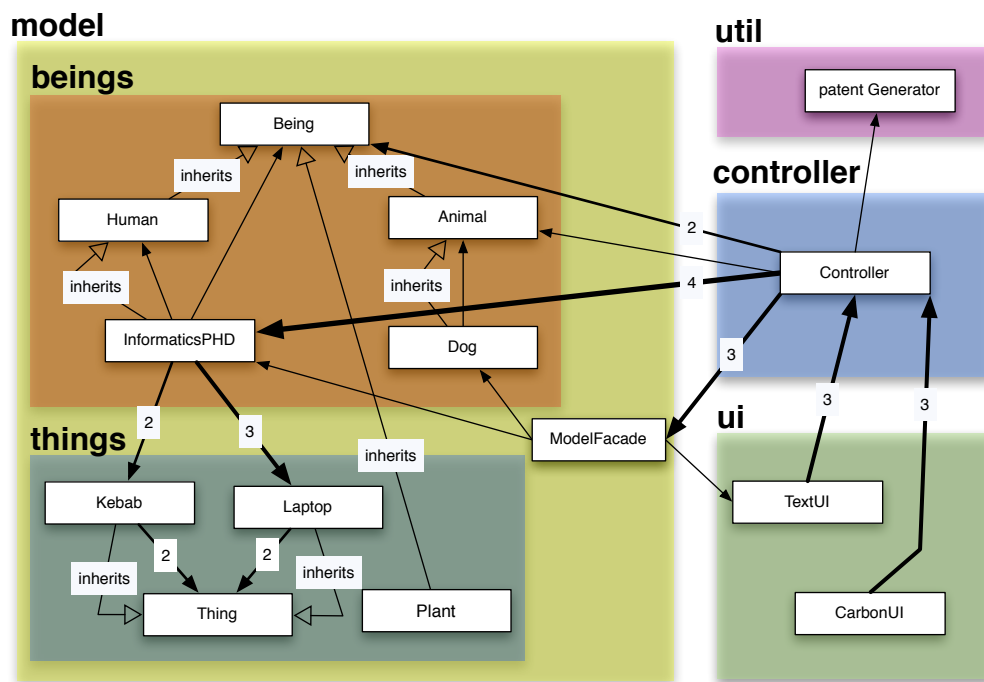 model
util
beings
patent Generator
Being
inherits
inherits
controller
Human
Animal
2
Controller
inherits
inherits
4
InformaticsPHD
Dog
3
3
3
2
3
things
ModelFacade
ui
inherits
Kebab
Laptop
TextUI
2
2
inherits
inherits
Thing
Plant
CarbonUI